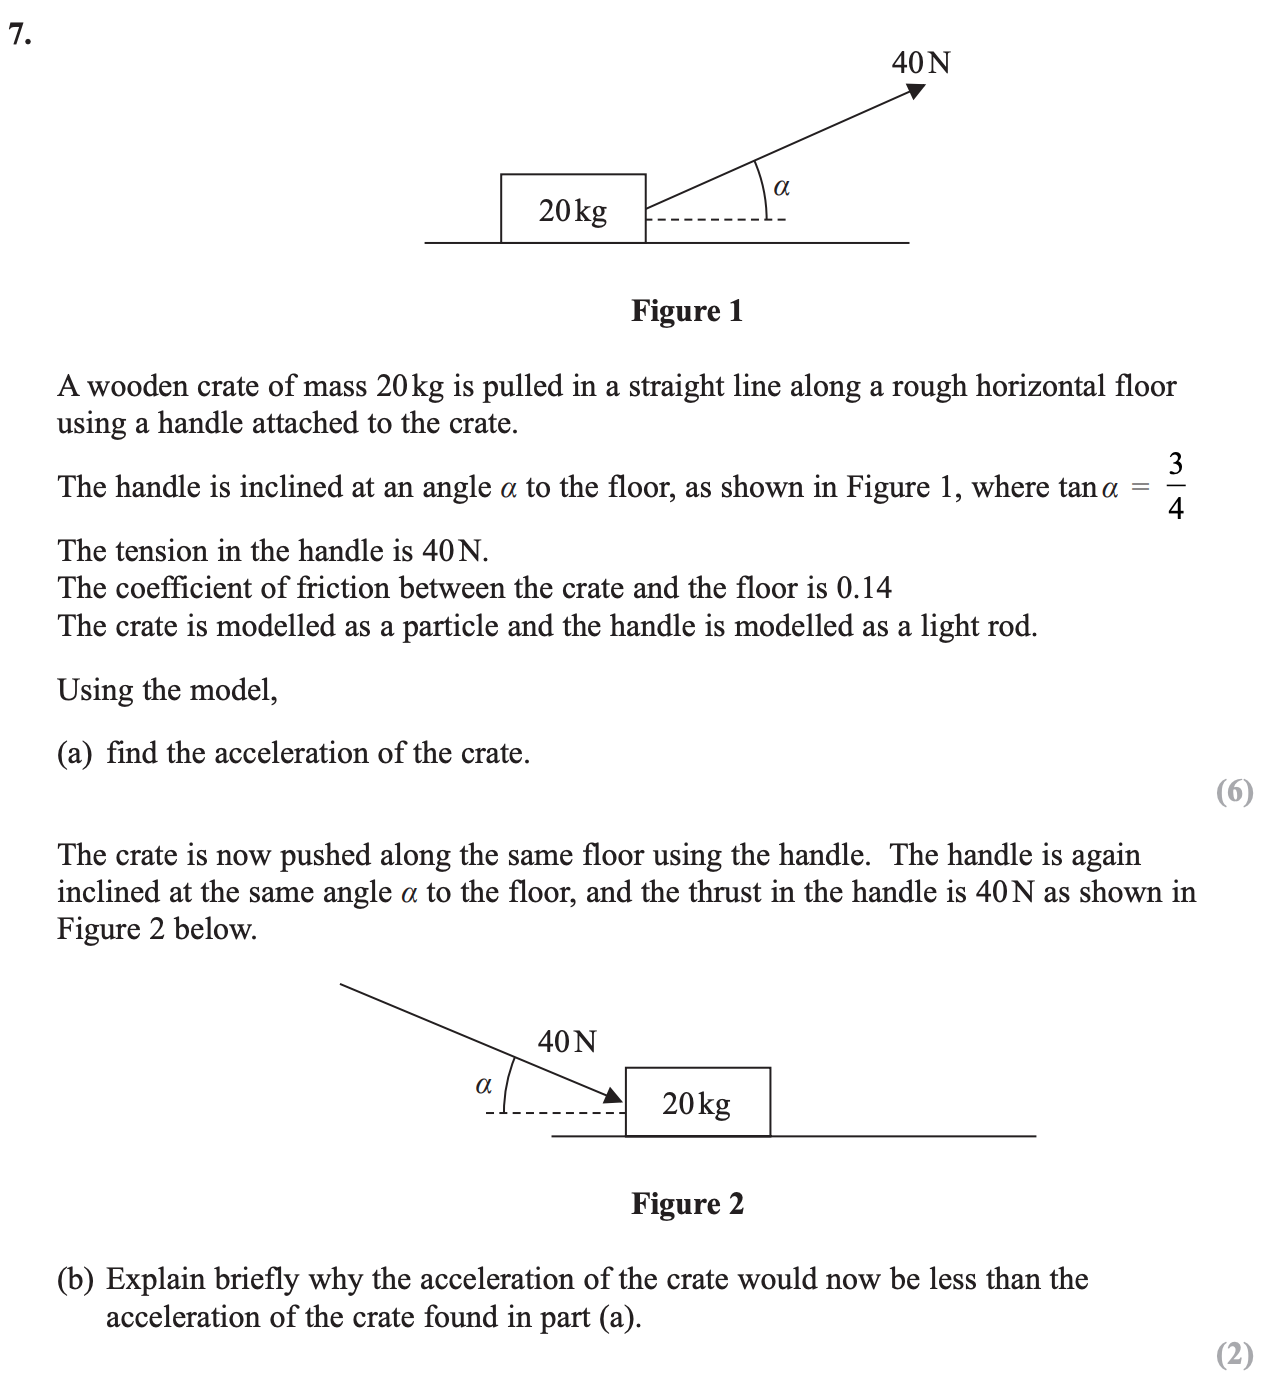 7.
40 N
α
20 kg
Figure 1
A wooden crate of mass 20 kg is pulled in a straight line along a rough horizontal floor
using a handle attached to the crate.
The handle is inclined at an angle α to the floor, as shown in Figure 1, where tan α = 3/4
The tension in the handle is 40 N.
The coefficient of friction between the crate and the floor is 0.14
The crate is modelled as a particle and the handle is modelled as a light rod.
Using the model,
(a) find the acceleration of the crate.
(6)
The crate is now pushed along the same floor using the handle. The handle is again
inclined at the same angle α to the floor, and the thrust in the handle is 40 N as shown in
Figure 2 below.
40 N
α
20 kg
Figure 2
(b) Explain briefly why the acceleration of the crate would now be less than the
acceleration of the crate found in part (a).
(2)